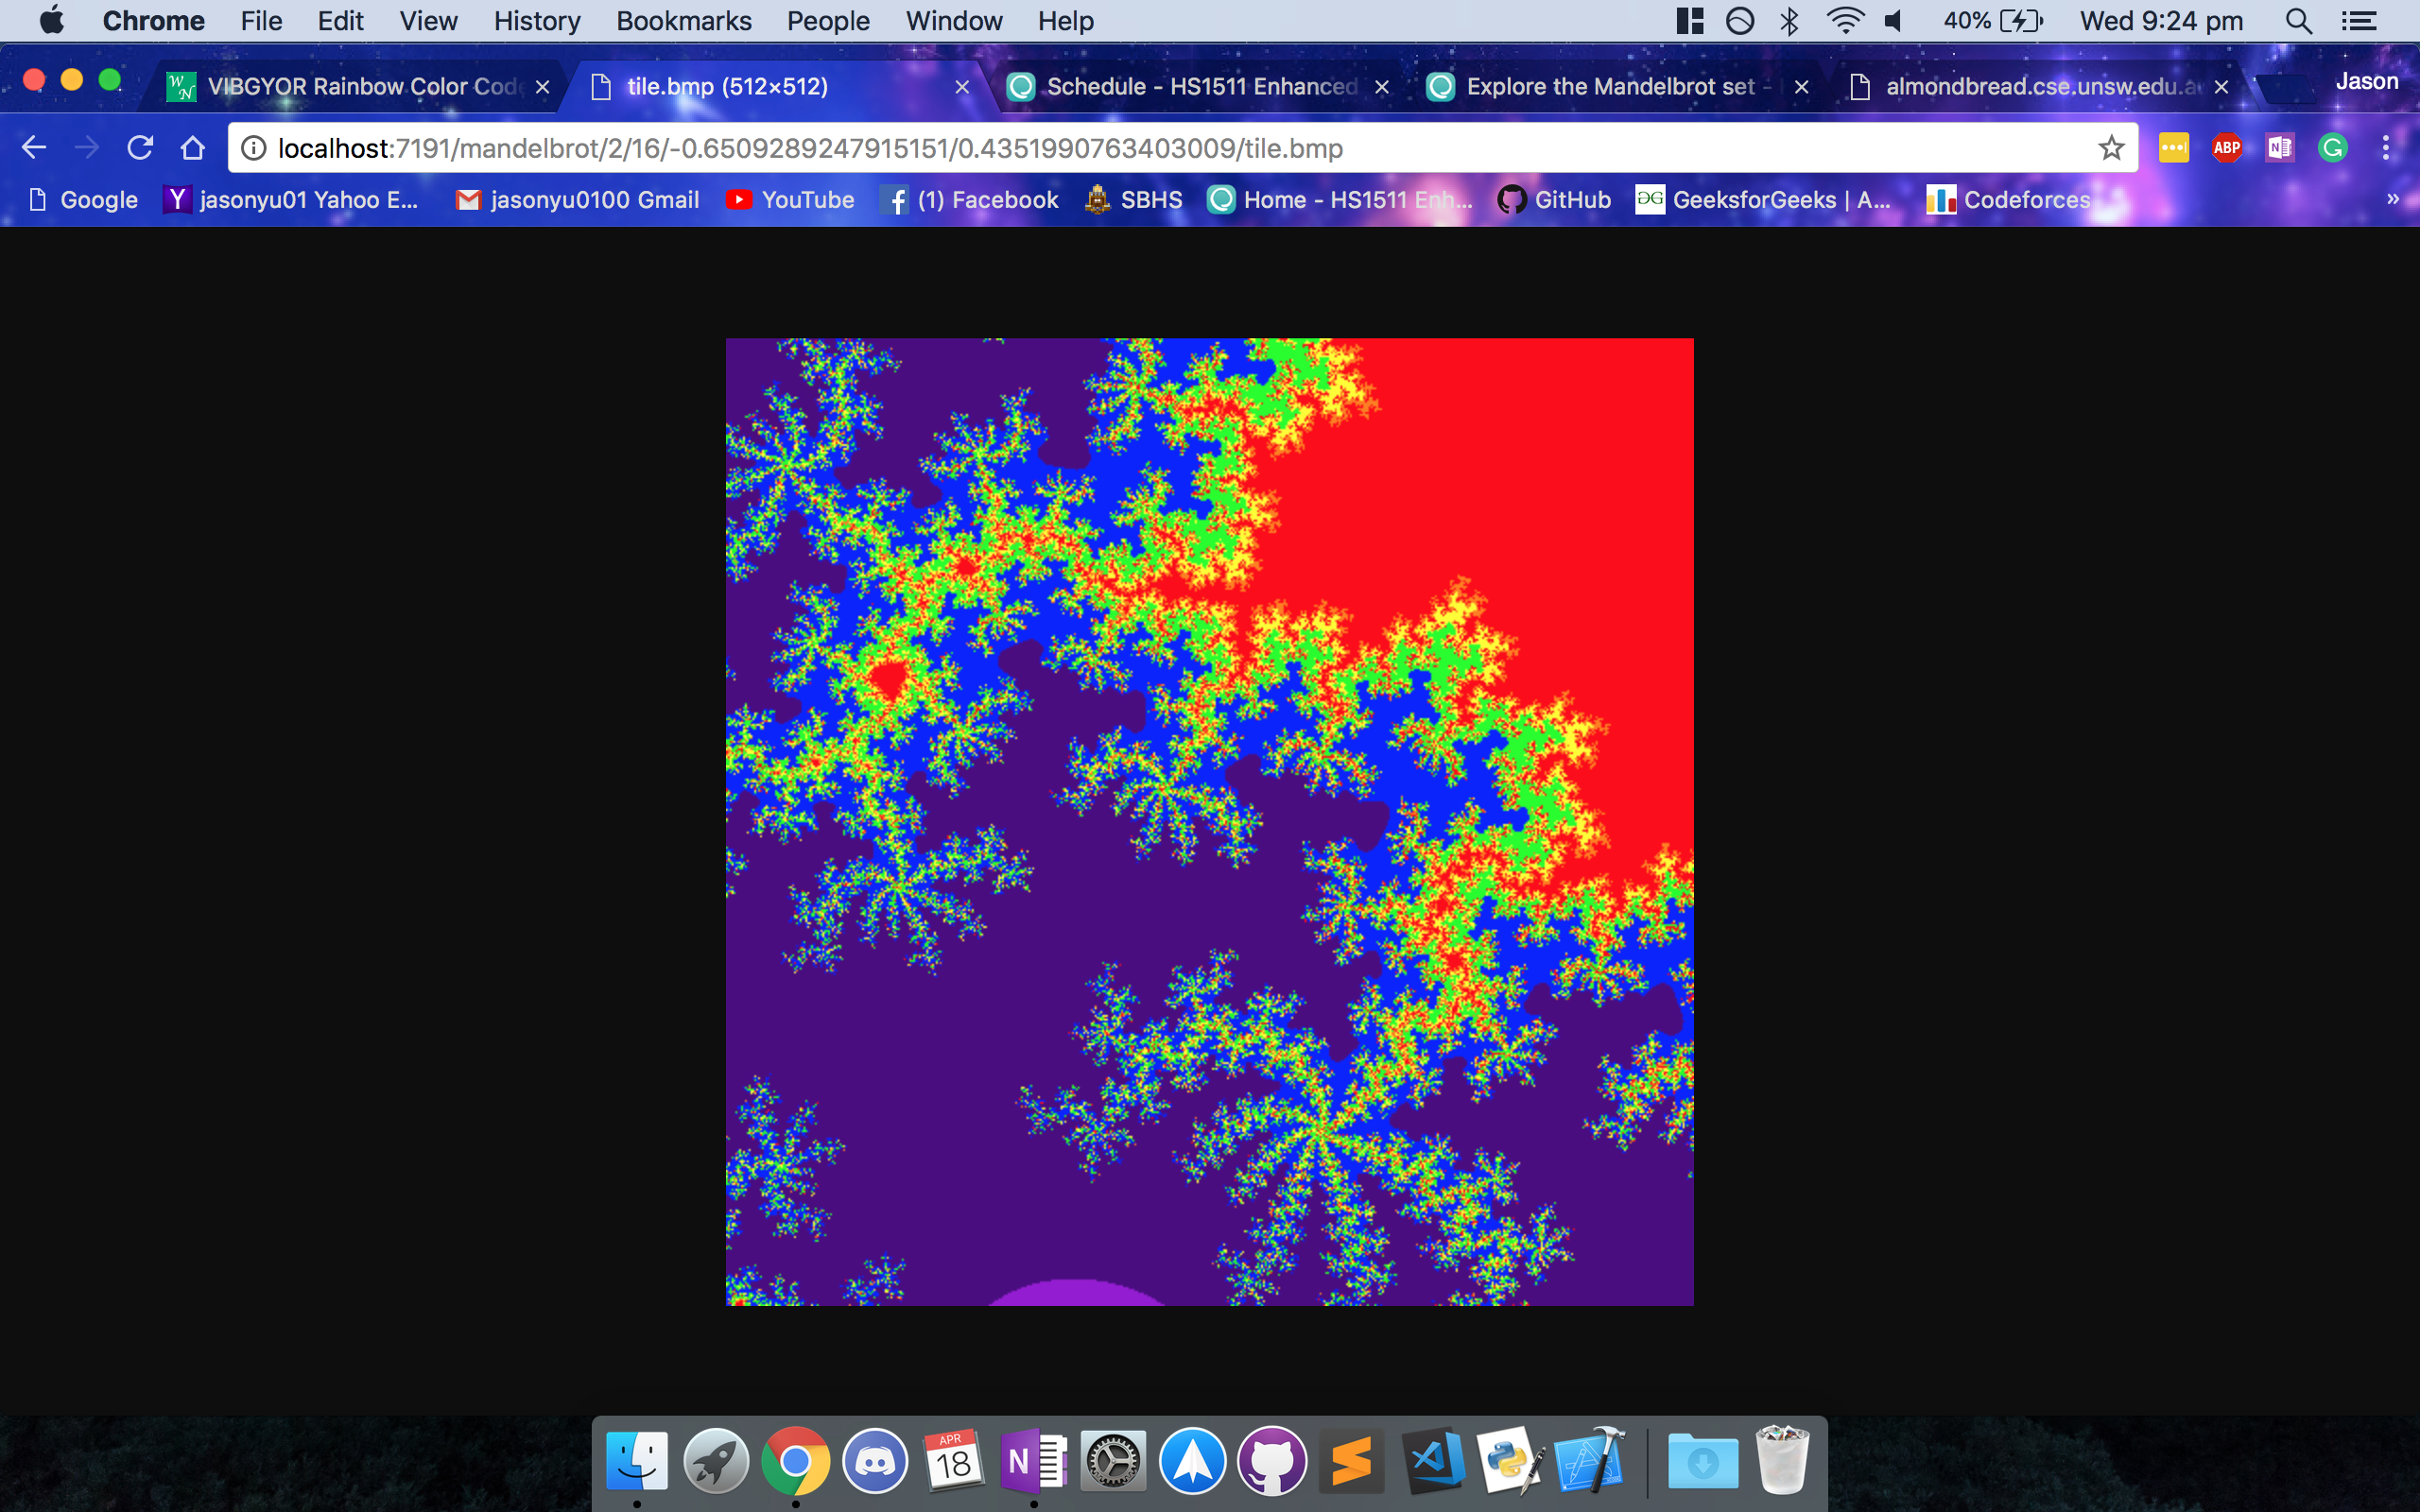 Chrome File Edit View History Bookmarks People Window Help 40% Wed 9:24 pm
WN VIBGYOR Rainbow Color Code tile.bmp (512×512) Schedule - HS1511 Enhanced Explore the Mandelbrot set - almondbread.cse.unsw.edu.a Jason
localhost:7191/mandelbrot/2/16/-0.6509289247915151/0.4351990763403009/tile.bmp ABP N G
Google Y jasonyu01 Yahoo E... jasonyu0100 Gmail YouTube f (1) Facebook SBHS Home - HS1511 Enh... GitHub GeeksforGeeks | A... Codeforces »
APR
18 N